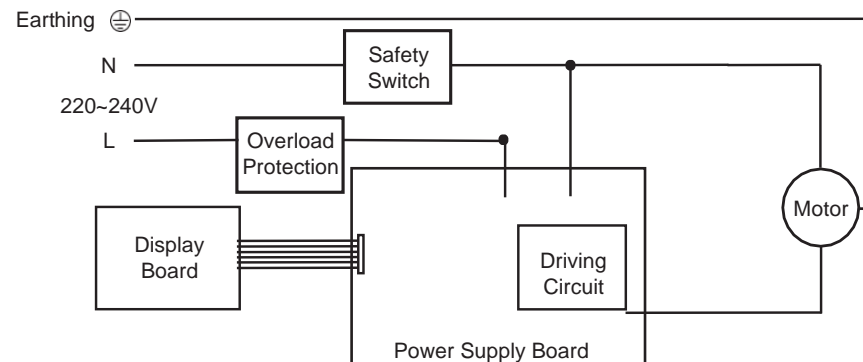 Earthing
N
Safety
Switch
220~240V
L
Overload
Protection
Motor
Display
Board
Driving
Circuit
Power Supply Board